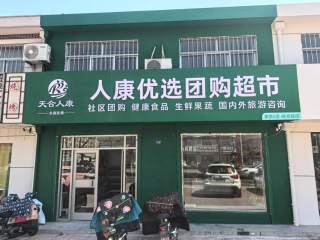 人康优选团购超市
天合人康
社区团购 健康食品 生鲜果蔬 国内外旅游咨询